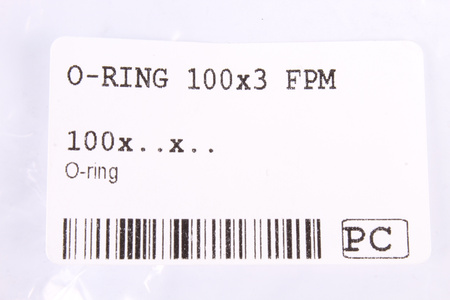 O-RING 100x3 FPM
100x..x..
O-ring
PC